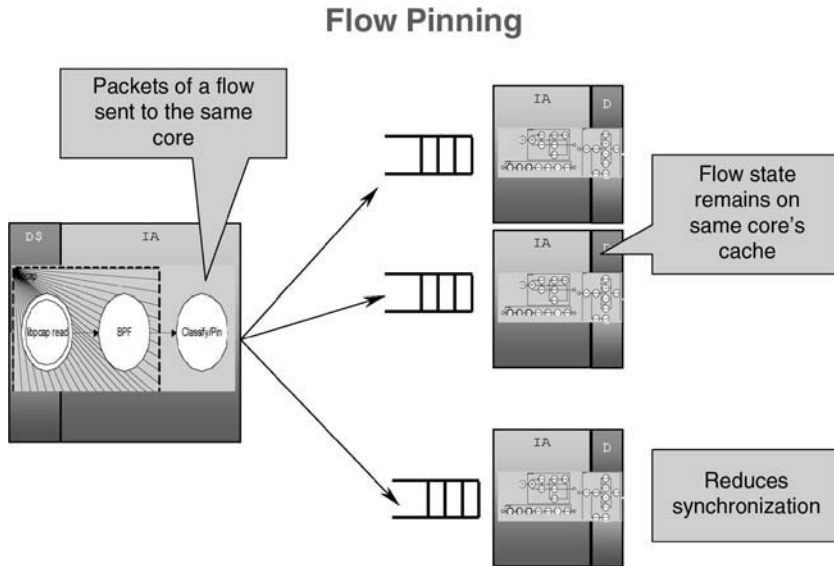 Flow Pinning
Packets of a flow
sent to the same
core
D$
IA
libpcap read
BPF
Classify/Pin
IA
D
Flow state
remains on
same core's
cache
IA
IA
D
Reduces
synchronization